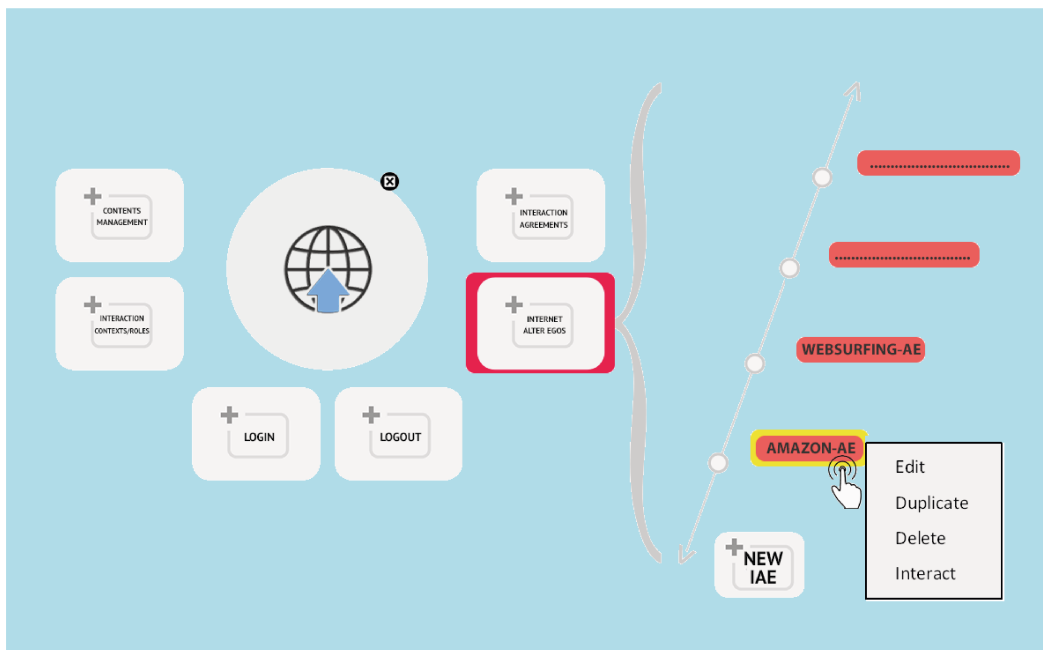 CONTENTS
MANAGEMENT
INTERACTION
CONTEXTS/ROLES
LOGIN
LOGOUT
INTERACTION
AGREEMENTS
INTERNET
ALTER EGOS
..................................
................................
WEBSURFING-AE
AMAZON-AE
Edit
Duplicate
Delete
Interact
NEW
IAE